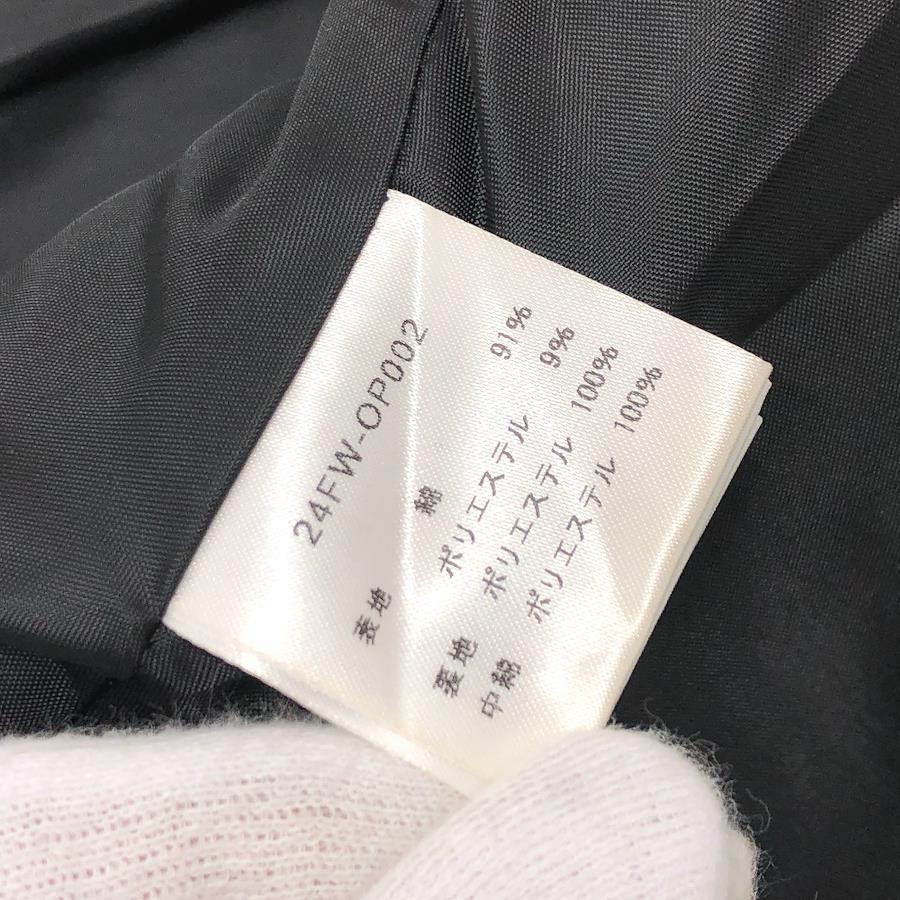 24FW-OP002
表地 綿 91%
ポリエステル 9%
裏地 ポリエステル 100%
中綿 ポリエステル 100%